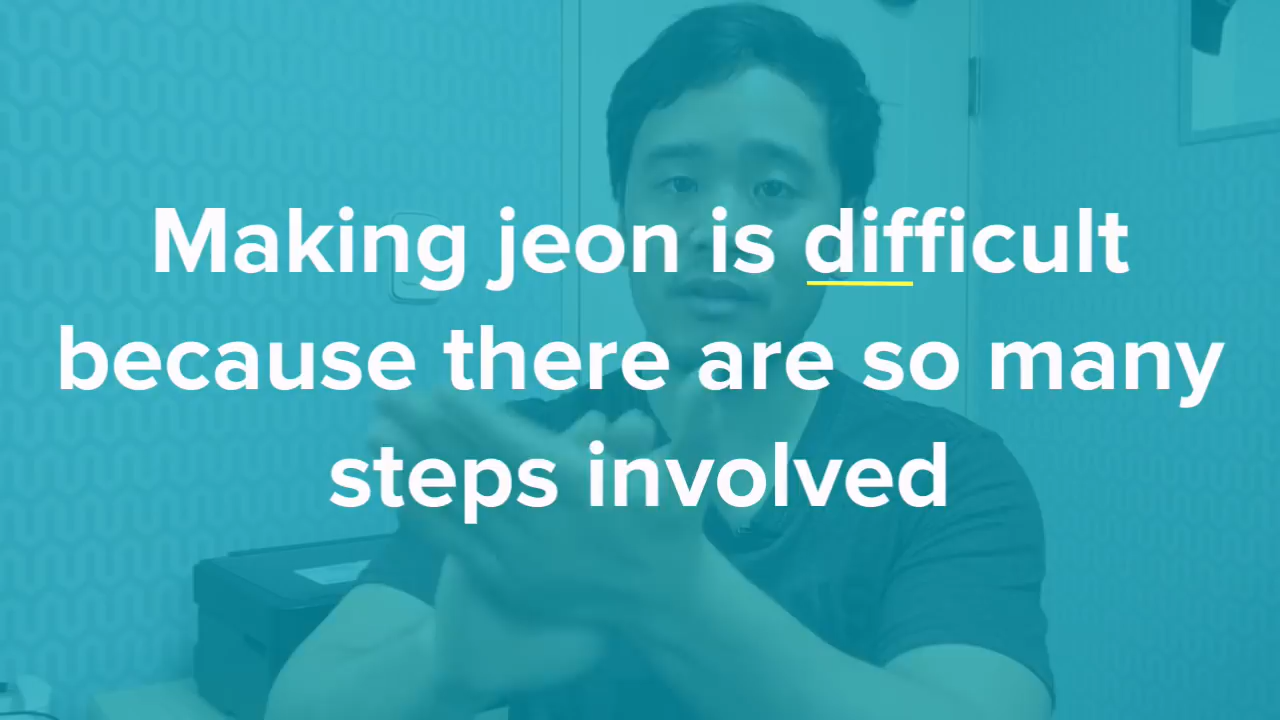 Making jeon is difficult
because there are so many
steps involved